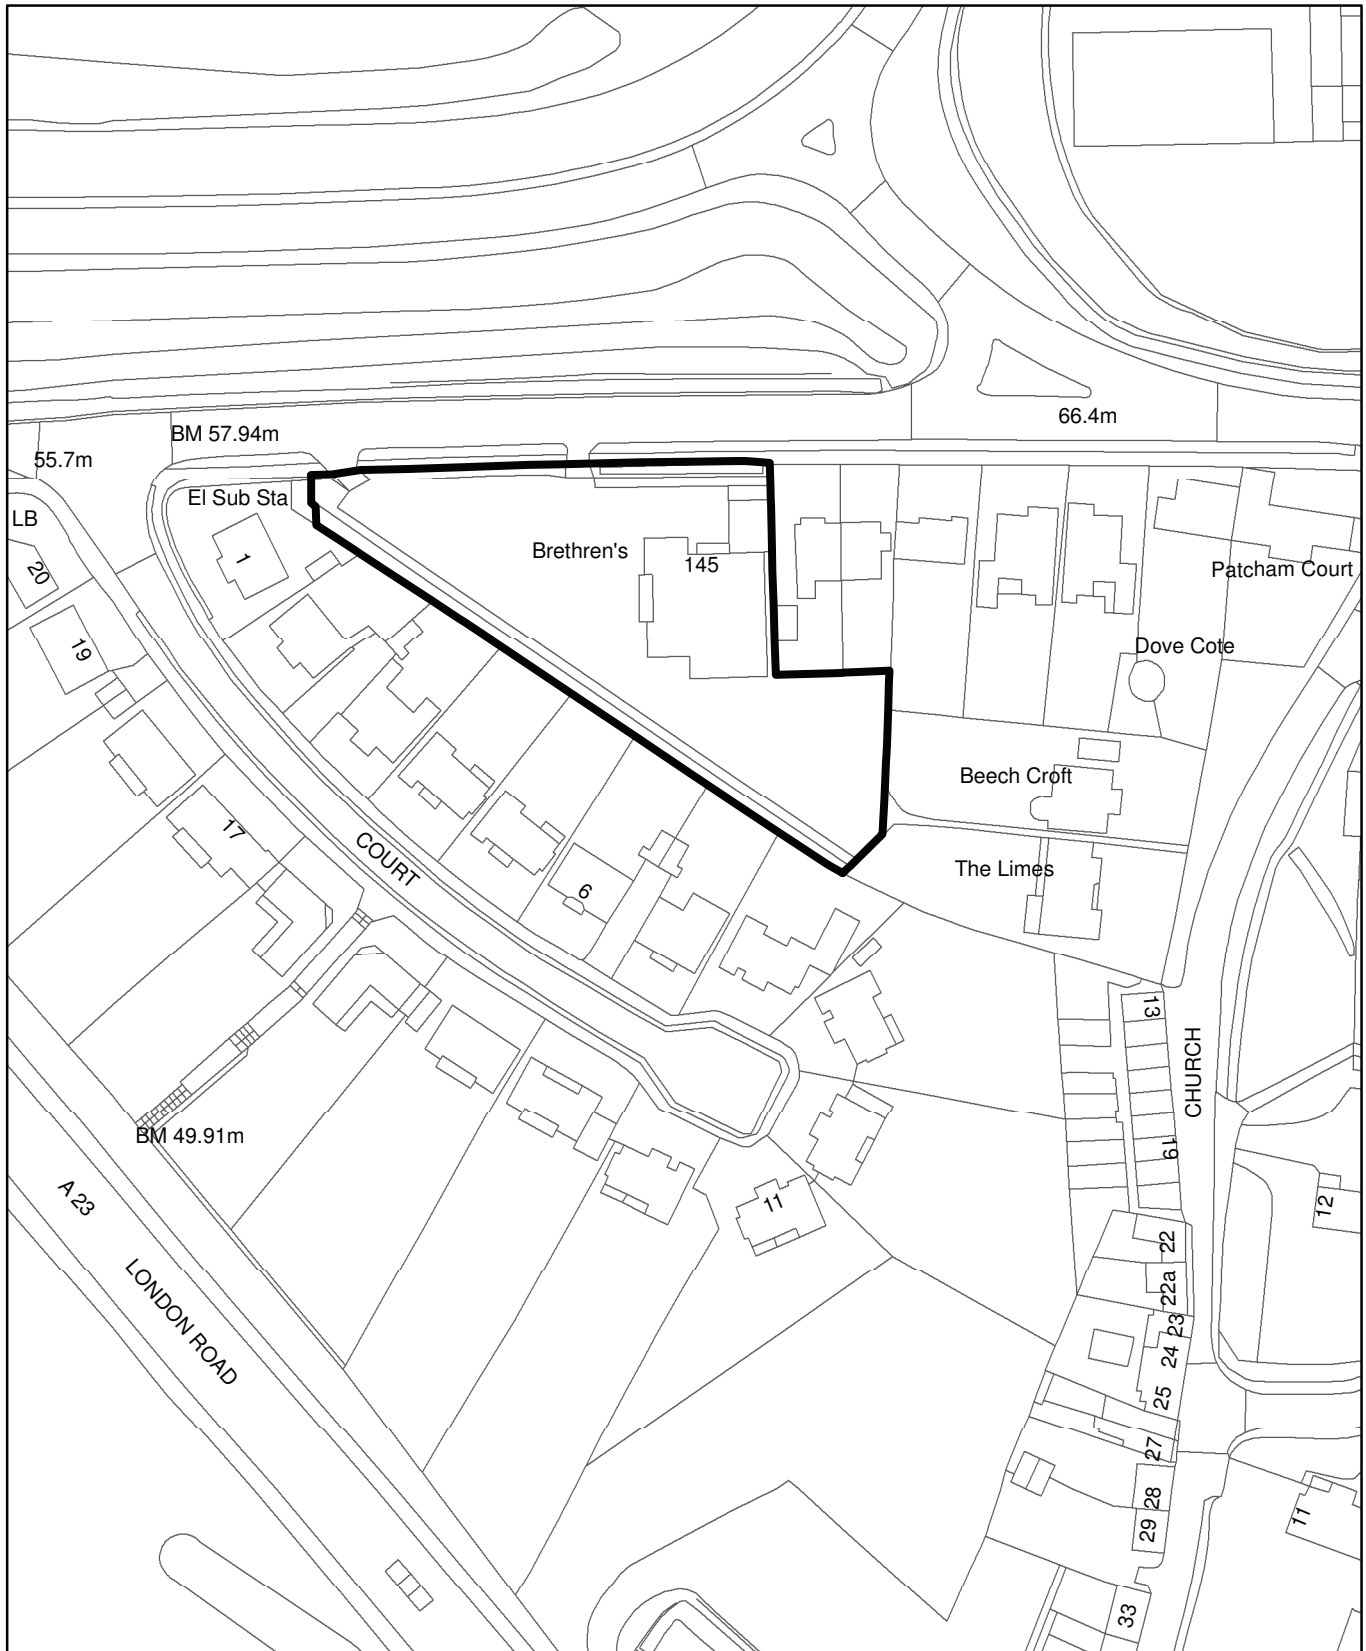 66.4m
BM 57.94m
55.7m
El Sub Sta
LB
20
1
Brethren's
145
Patcham Court
19
Dove Cote
Beech Croft
17
COURT
The Limes
6
13
CHURCH
BM 49.91m
19
A 23
11
12
22
22a
LONDON ROAD
23
24
25
27
28
11
29
33